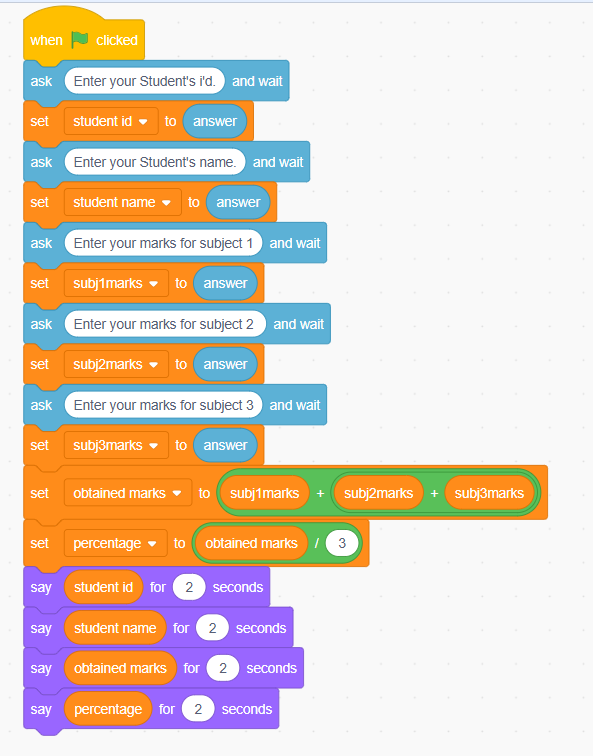 when clicked
ask Enter your Student's i'd. and wait
set student id to answer
ask Enter your Student's name. and wait
set student name to answer
ask Enter your marks for subject 1 and wait
set subj1marks to answer
ask Enter your marks for subject 2 and wait
set subj2marks to answer
ask Enter your marks for subject 3 and wait
set subj3marks to answer
set obtained marks to subj1marks + subj2marks + subj3marks
set percentage to obtained marks / 3
say student id for 2 seconds
say student name for 2 seconds
say obtained marks for 2 seconds
say percentage for 2 seconds